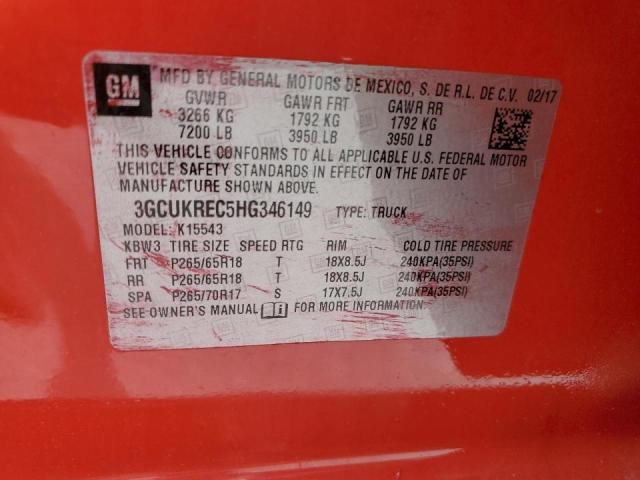 GM
MFD BY GENERAL MOTORS DE MEXICO, S. DE R.L. DE C.V. 02/17
GVWR GAWR FRT GAWR RR
3266 KG 1792 KG 1792 KG
7200 LB 3950 LB 3950 LB
THIS VEHICLE CONFORMS TO ALL APPLICABLE U.S. FEDERAL MOTOR
VEHICLE SAFETY STANDARDS IN EFFECT ON THE DATE OF
MANUFACTURE SHOWN ABOVE.
3GCUKREC5HG346149 TYPE: TRUCK
MODEL: K15543
KBW3 TIRE SIZE SPEED RTG RIM COLD TIRE PRESSURE
FRT P265/65R18 T 18X8.5J 240KPA(35PSI)
RR P265/65R18 T 18X8.5J 240KPA(35PSI)
SPA P265/70R17 S 17X7.5J 240KPA(35PSI)
SEE OWNER'S MANUAL FOR MORE INFORMATION.